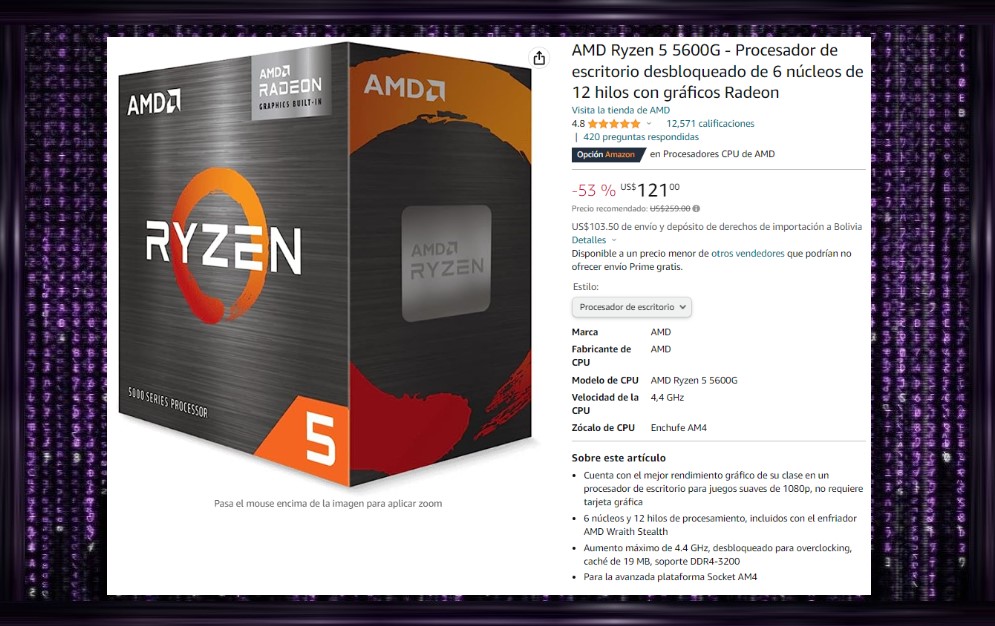 AMD
AMD
RADEON
GRAPHICS BUILT-IN
AMD
RYZEN
AMD
RYZEN
5000 SERIES PROCESSOR
5
Pasa el mouse encima de la imagen para aplicar zoom
AMD Ryzen 5 5600G - Procesador de
escritorio desbloqueado de 6 núcleos de
12 hilos con gráficos Radeon
Visita la tienda de AMD
4.8 12,571 calificaciones
| 420 preguntas respondidas
Opción Amazon en Procesadores CPU de AMD
-53 % US$12100
Precio recomendado: US$259.00
US$103.50 de envío y depósito de derechos de importación a Bolivia
Detalles
Disponible a un precio menor de otros vendedores que podrían no
ofrecer envío Prime gratis.
Estilo:
Procesador de escritorio
Marca AMD
Fabricante de AMD
CPU
Modelo de CPU AMD Ryzen 5 5600G
Velocidad de la 4,4 GHz
CPU
Zócalo de CPU Enchufe AM4
Sobre este artículo
• Cuenta con el mejor rendimiento gráfico de su clase en un
procesador de escritorio para juegos suaves de 1080p, no requiere
tarjeta gráfica
• 6 núcleos y 12 hilos de procesamiento, incluidos con el enfriador
AMD Wraith Stealth
• Aumento máximo de 4.4 GHz, desbloqueado para overclocking,
caché de 19 MB, soporte DDR4-3200
• Para la avanzada plataforma Socket AM4